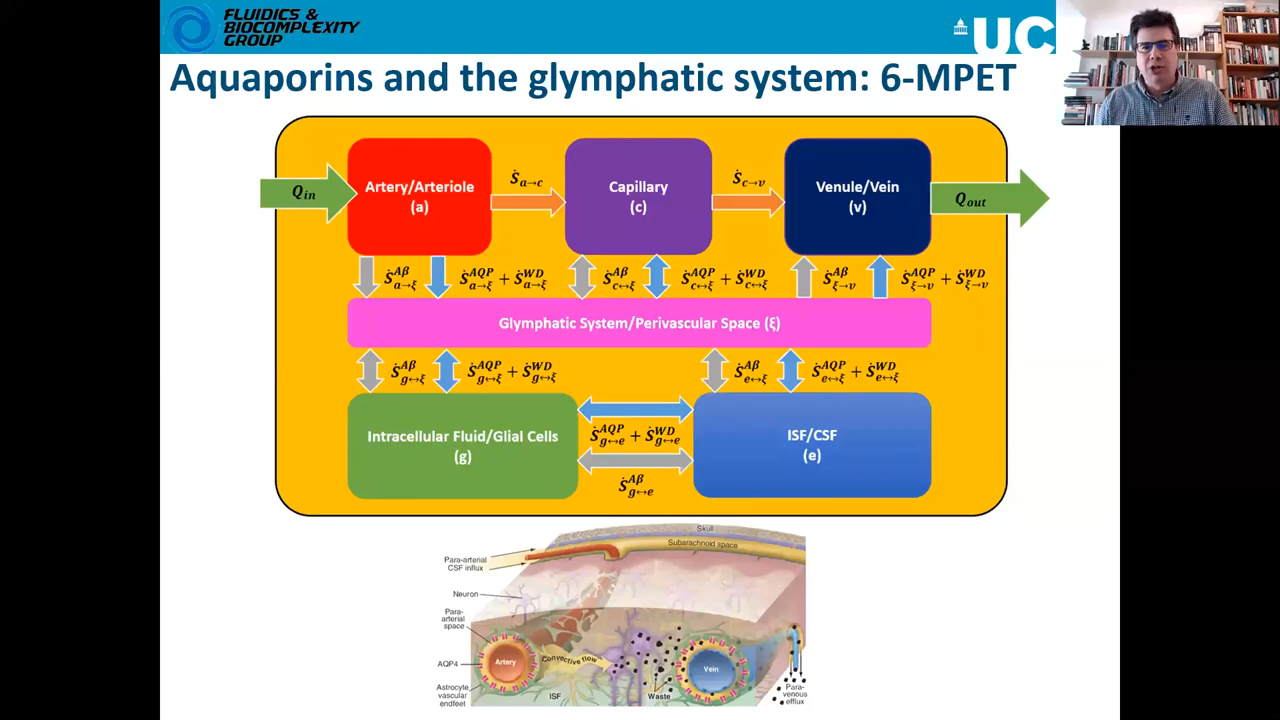 FLUIDICS &
BIOCOMPLEXITY
GROUP
UC
Aquaporins and the glymphatic system: 6-MPET
Q_in
Artery/Arteriole
(a)
Ṡ_a→c
Capillary
(c)
Ṡ_c→v
Venule/Vein
(v)
Q_out
Ṡ^Aβ_a→ξ
Ṡ^AQP_a→ξ + Ṡ^WD_a→ξ
Ṡ^Aβ_c↔ξ
Ṡ^AQP_c↔ξ + Ṡ^WD_c↔ξ
Ṡ^Aβ_ξ→v
Ṡ^AQP_ξ→v + Ṡ^WD_ξ→v
Glymphatic System/Perivascular Space (ξ)
Ṡ^Aβ_g↔ξ
Ṡ^AQP_g↔ξ + Ṡ^WD_g↔ξ
Ṡ^Aβ_e↔ξ
Ṡ^AQP_e↔ξ + Ṡ^WD_e↔ξ
Intracellular Fluid/Glial Cells
(g)
Ṡ^AQP_g↔e + Ṡ^WD_g↔e
Ṡ^Aβ_g↔e
ISF/CSF
(e)
Skull
Subarachnoid space
Para-arterial
CSF influx
Neuron
Para-
arterial
space
AQP4
Astrocyte
vascular
endfeet
Artery
Convective flow
ISF
Waste
Vein
Para-
venous
efflux